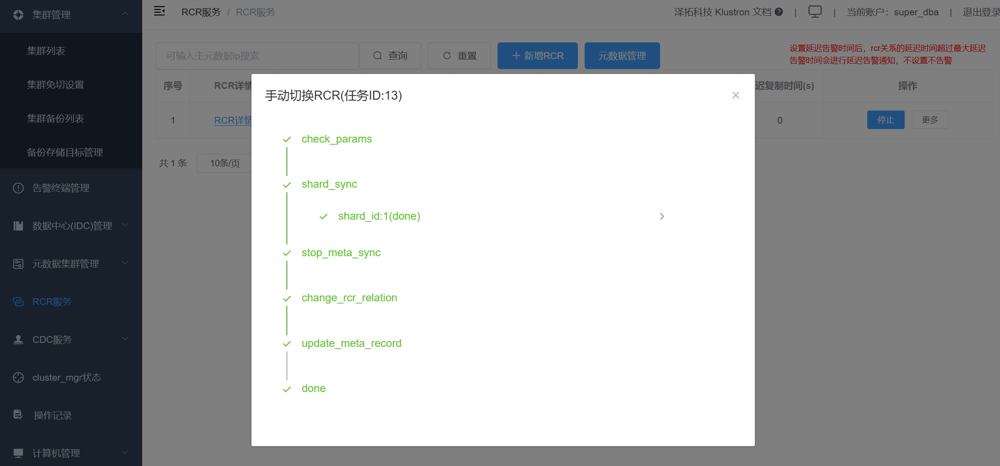 集群管理
集群列表
集群免切设置
集群备份列表
备份存储目标管理
告警终端管理
数据中心(IDC)管理
元数据集群管理
RCR服务
CDC服务
cluster_mgr状态
操作记录
计算机管理
RCR服务 / RCR服务
泽拓科技 Klustron 文档 | | 当前账户：super_dba | 退出登录
可输入主元数据ip搜索
查询
重置
新增RCR
元数据管理
设置延迟告警时间后，rcr关系的延迟时间超过最大延迟
告警时间会进行延迟告警通知，不设置不告警
序号 RCR详情 迟复制时间(s) 操作
1 RCR详情 0 停止 更多
共 1 条 10条/页
手动切换RCR(任务ID:13)
check_params
shard_sync
shard_id:1(done)
stop_meta_sync
change_rcr_relation
update_meta_record
done